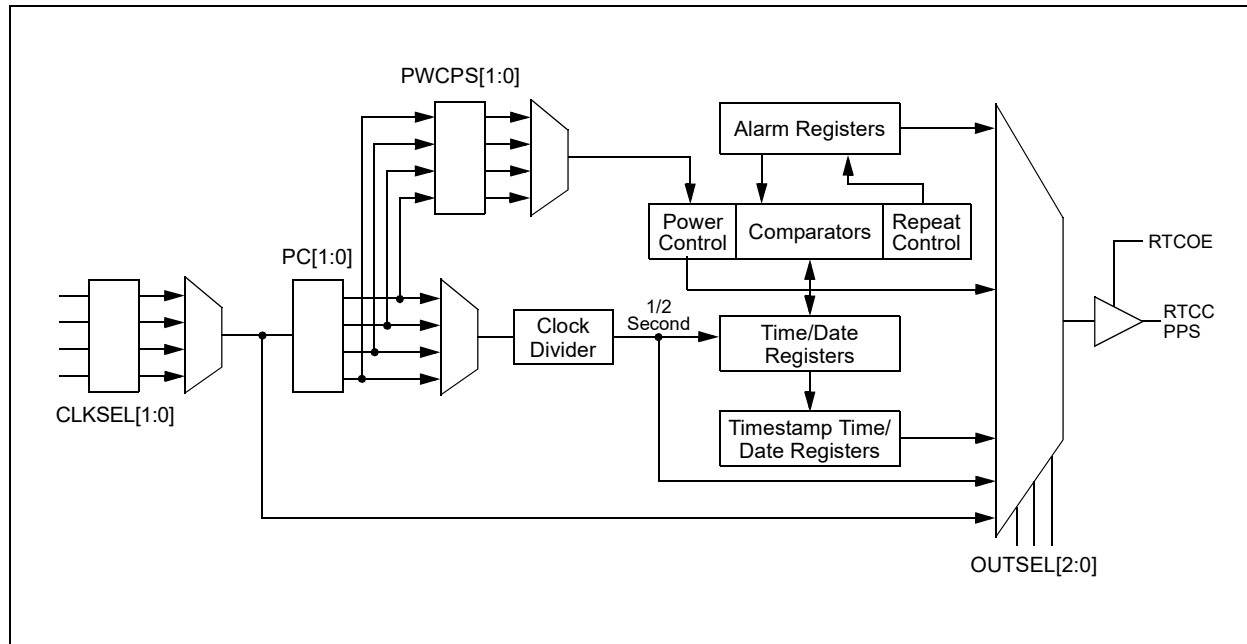 PWCPS[1:0]
Alarm Registers
Power
Control
Comparators
Repeat
Control
RTCOE
PC[1:0]
1/2
Second
Clock
Divider
Time/Date
Registers
RTCC
PPS
CLKSEL[1:0]
Timestamp Time/
Date Registers
OUTSEL[2:0]